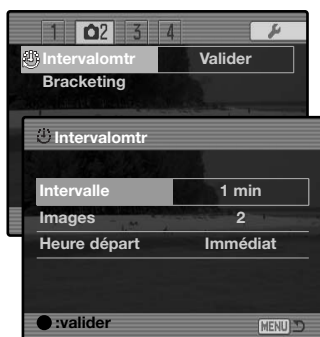 1 2 3 4
Intervalomtr Valider
Bracketing
Intervalomtr
Intervalle 1 min
Images 2
Heure départ Immédiat
:valider MENU